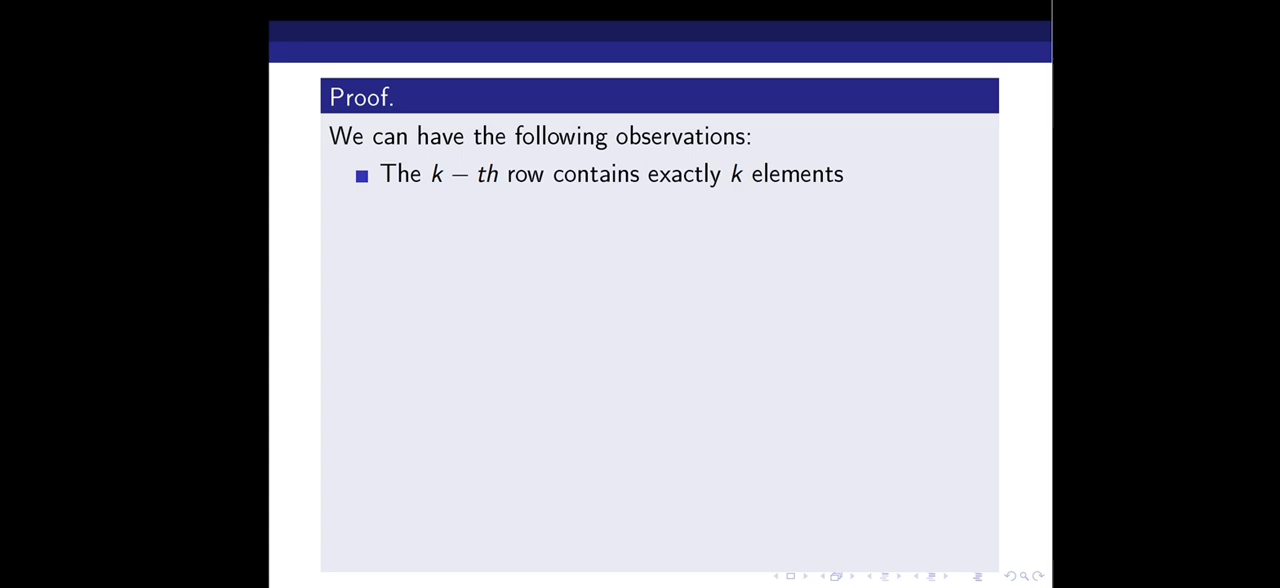 Proof.
We can have the following observations:
The k − th row contains exactly k elements